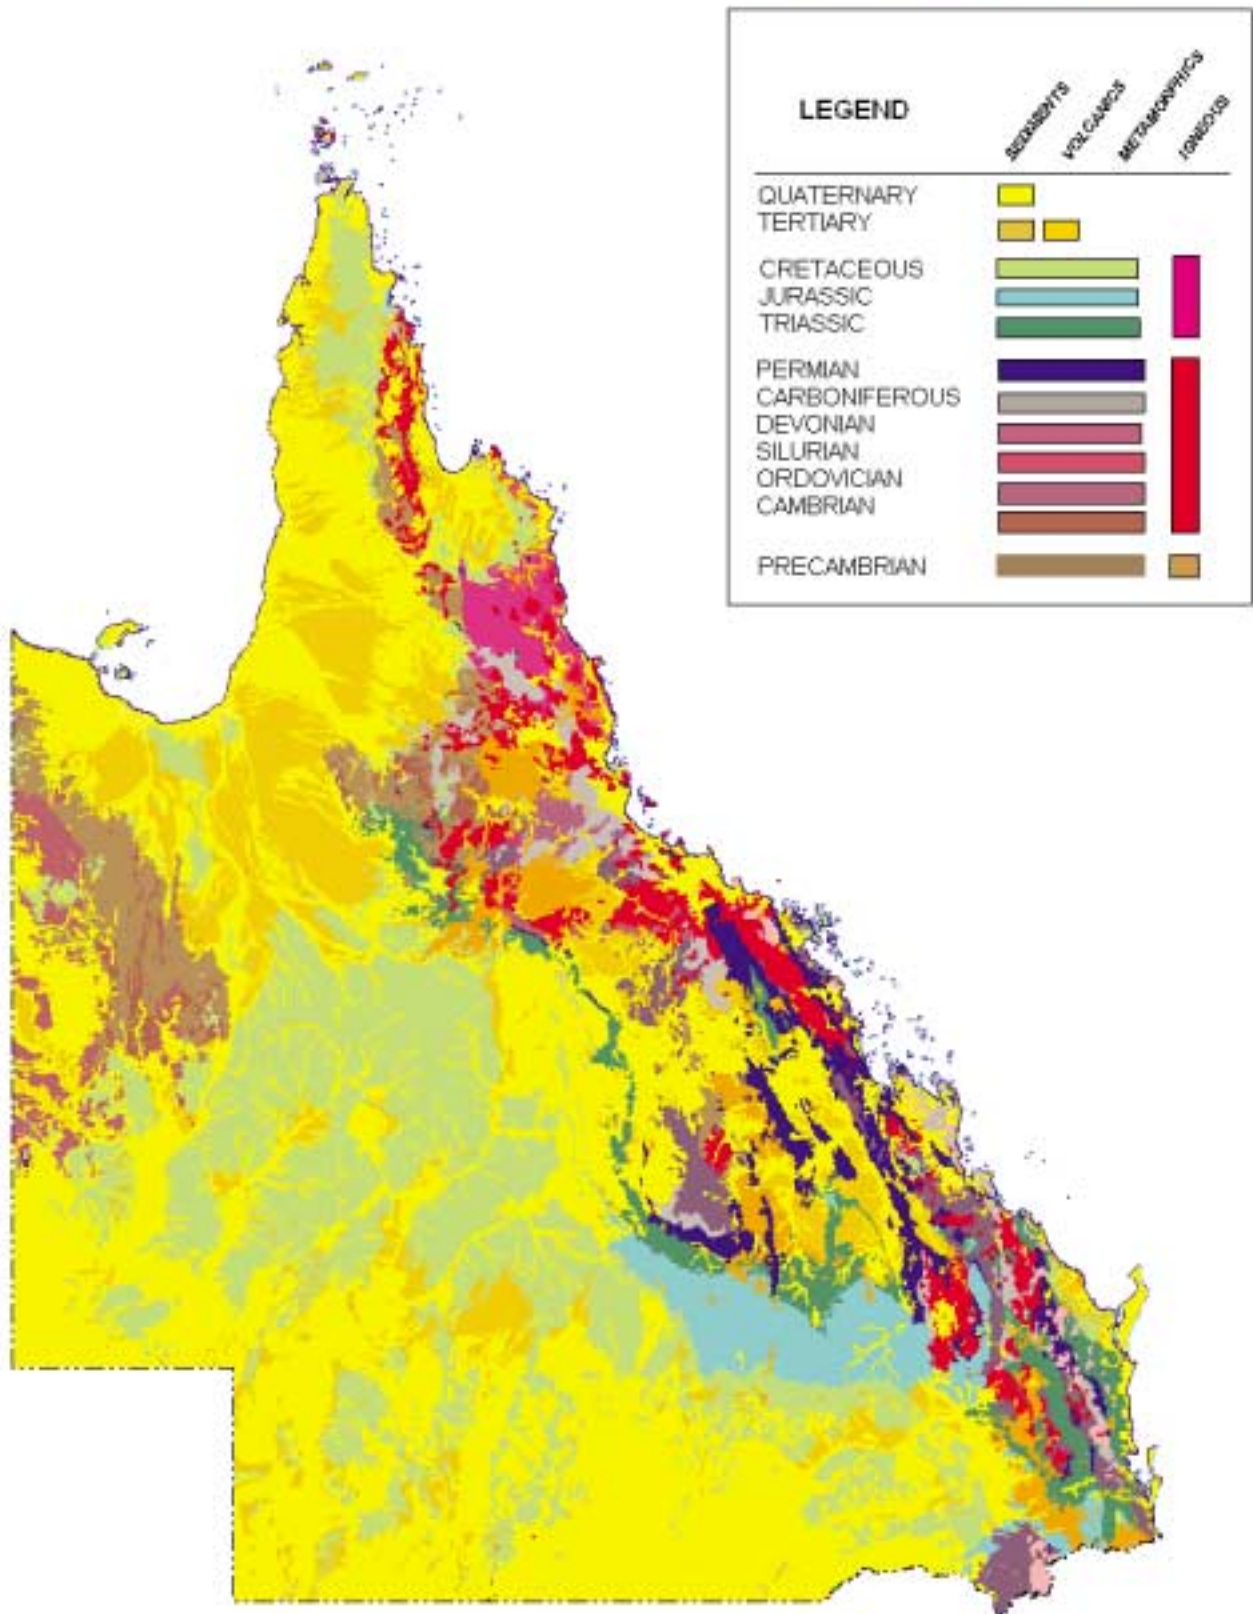 LEGEND
SEDIMENTS
VOLCANICS
METAMORPHICS
IGNEOUS
QUATERNARY
TERTIARY
CRETACEOUS
JURASSIC
TRIASSIC
PERMIAN
CARBONIFEROUS
DEVONIAN
SILURIAN
ORDOVICIAN
CAMBRIAN
PRECAMBRIAN